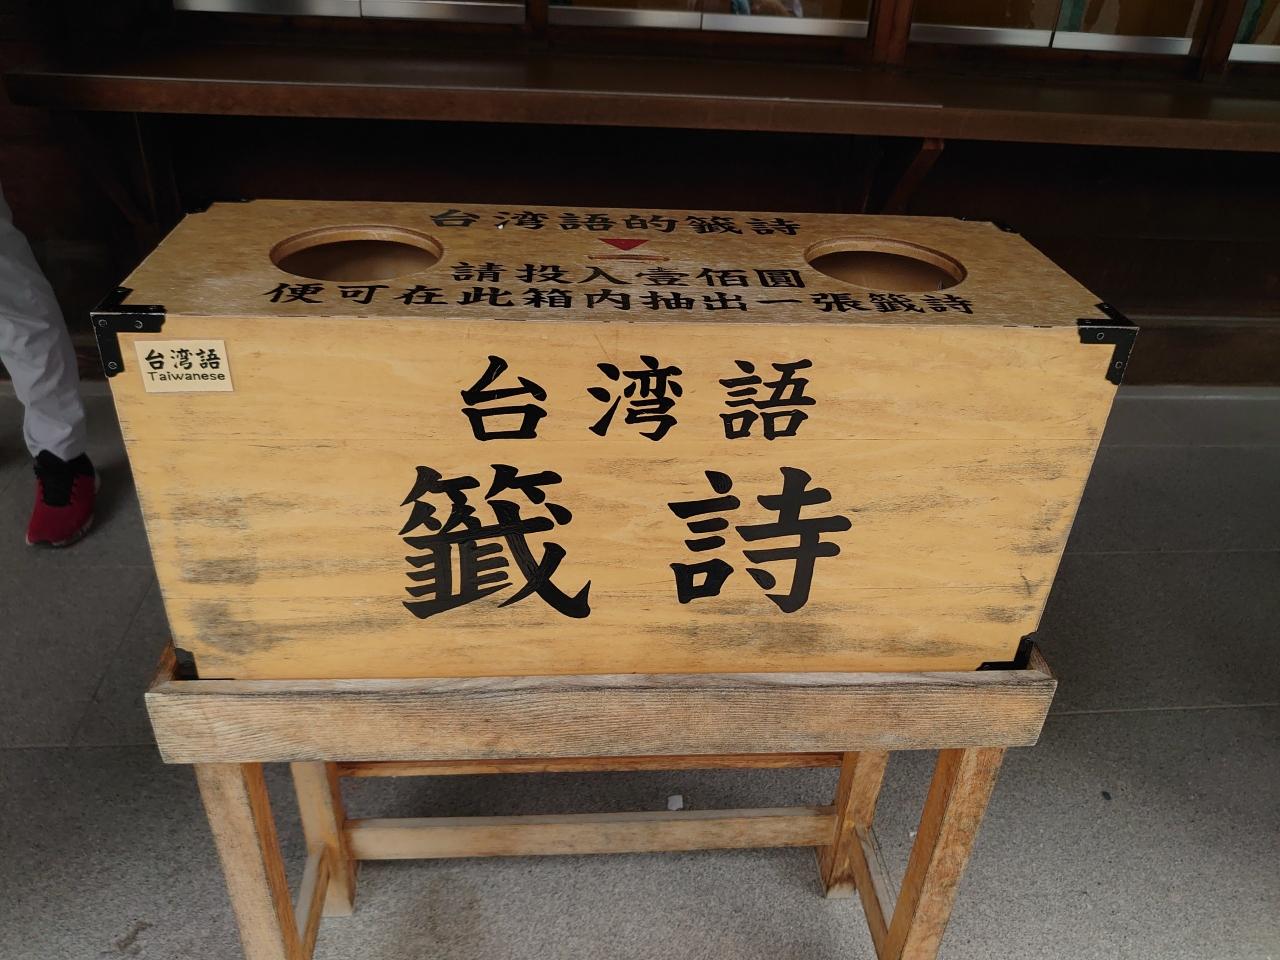 台湾語的籤詩
請投入壹佰圓
便可在此箱内抽出一張籤詩
台湾語
Taiwanese
台湾語
籤詩